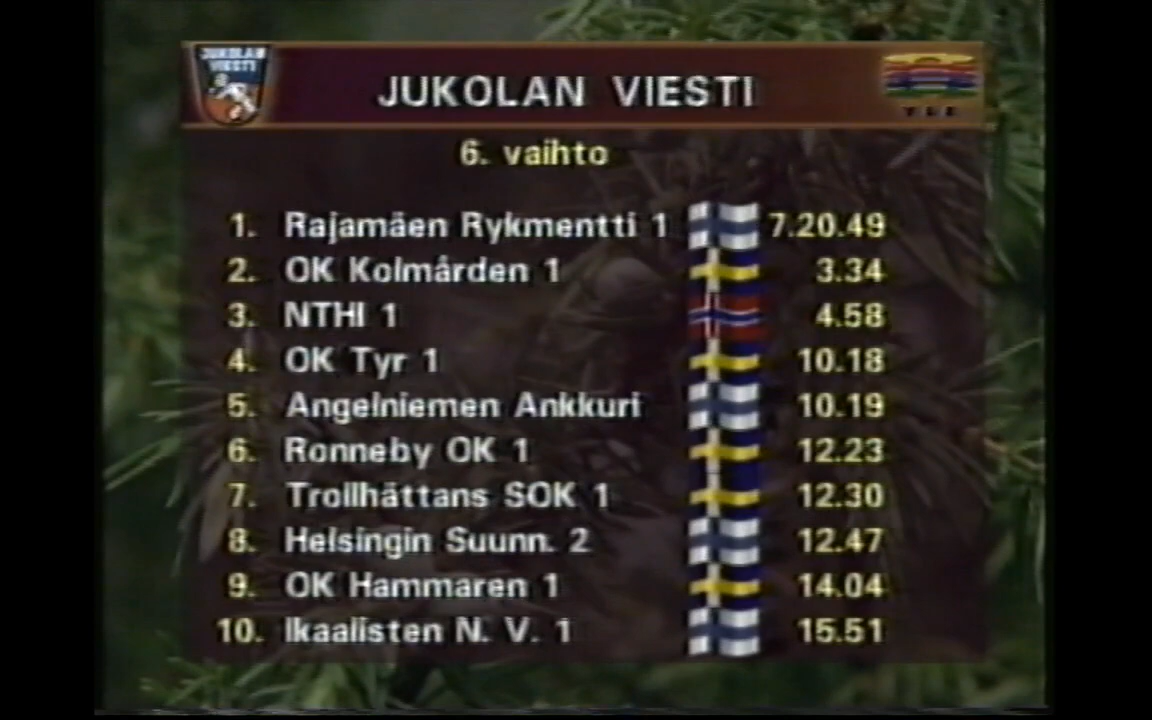 JUKOLAN VIESTI
JUKOLAN VIESTI
YLE
6. vaihto
1. Rajamäen Rykmentti 1 7.20.49
2. OK Kolmården 1 3.34
3. NTHI 1 4.58
4. OK Tyr 1 10.18
5. Angelniemen Ankkuri 10.19
6. Ronneby OK 1 12.23
7. Trollhättans SOK 1 12.30
8. Helsingin Suunn. 2 12.47
9. OK Hammaren 1 14.04
10. Ikaalisten N. V. 1 15.51